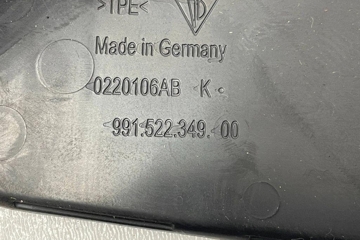 >TPE<
Made in Germany
0220106AB K
991.522.349.-00